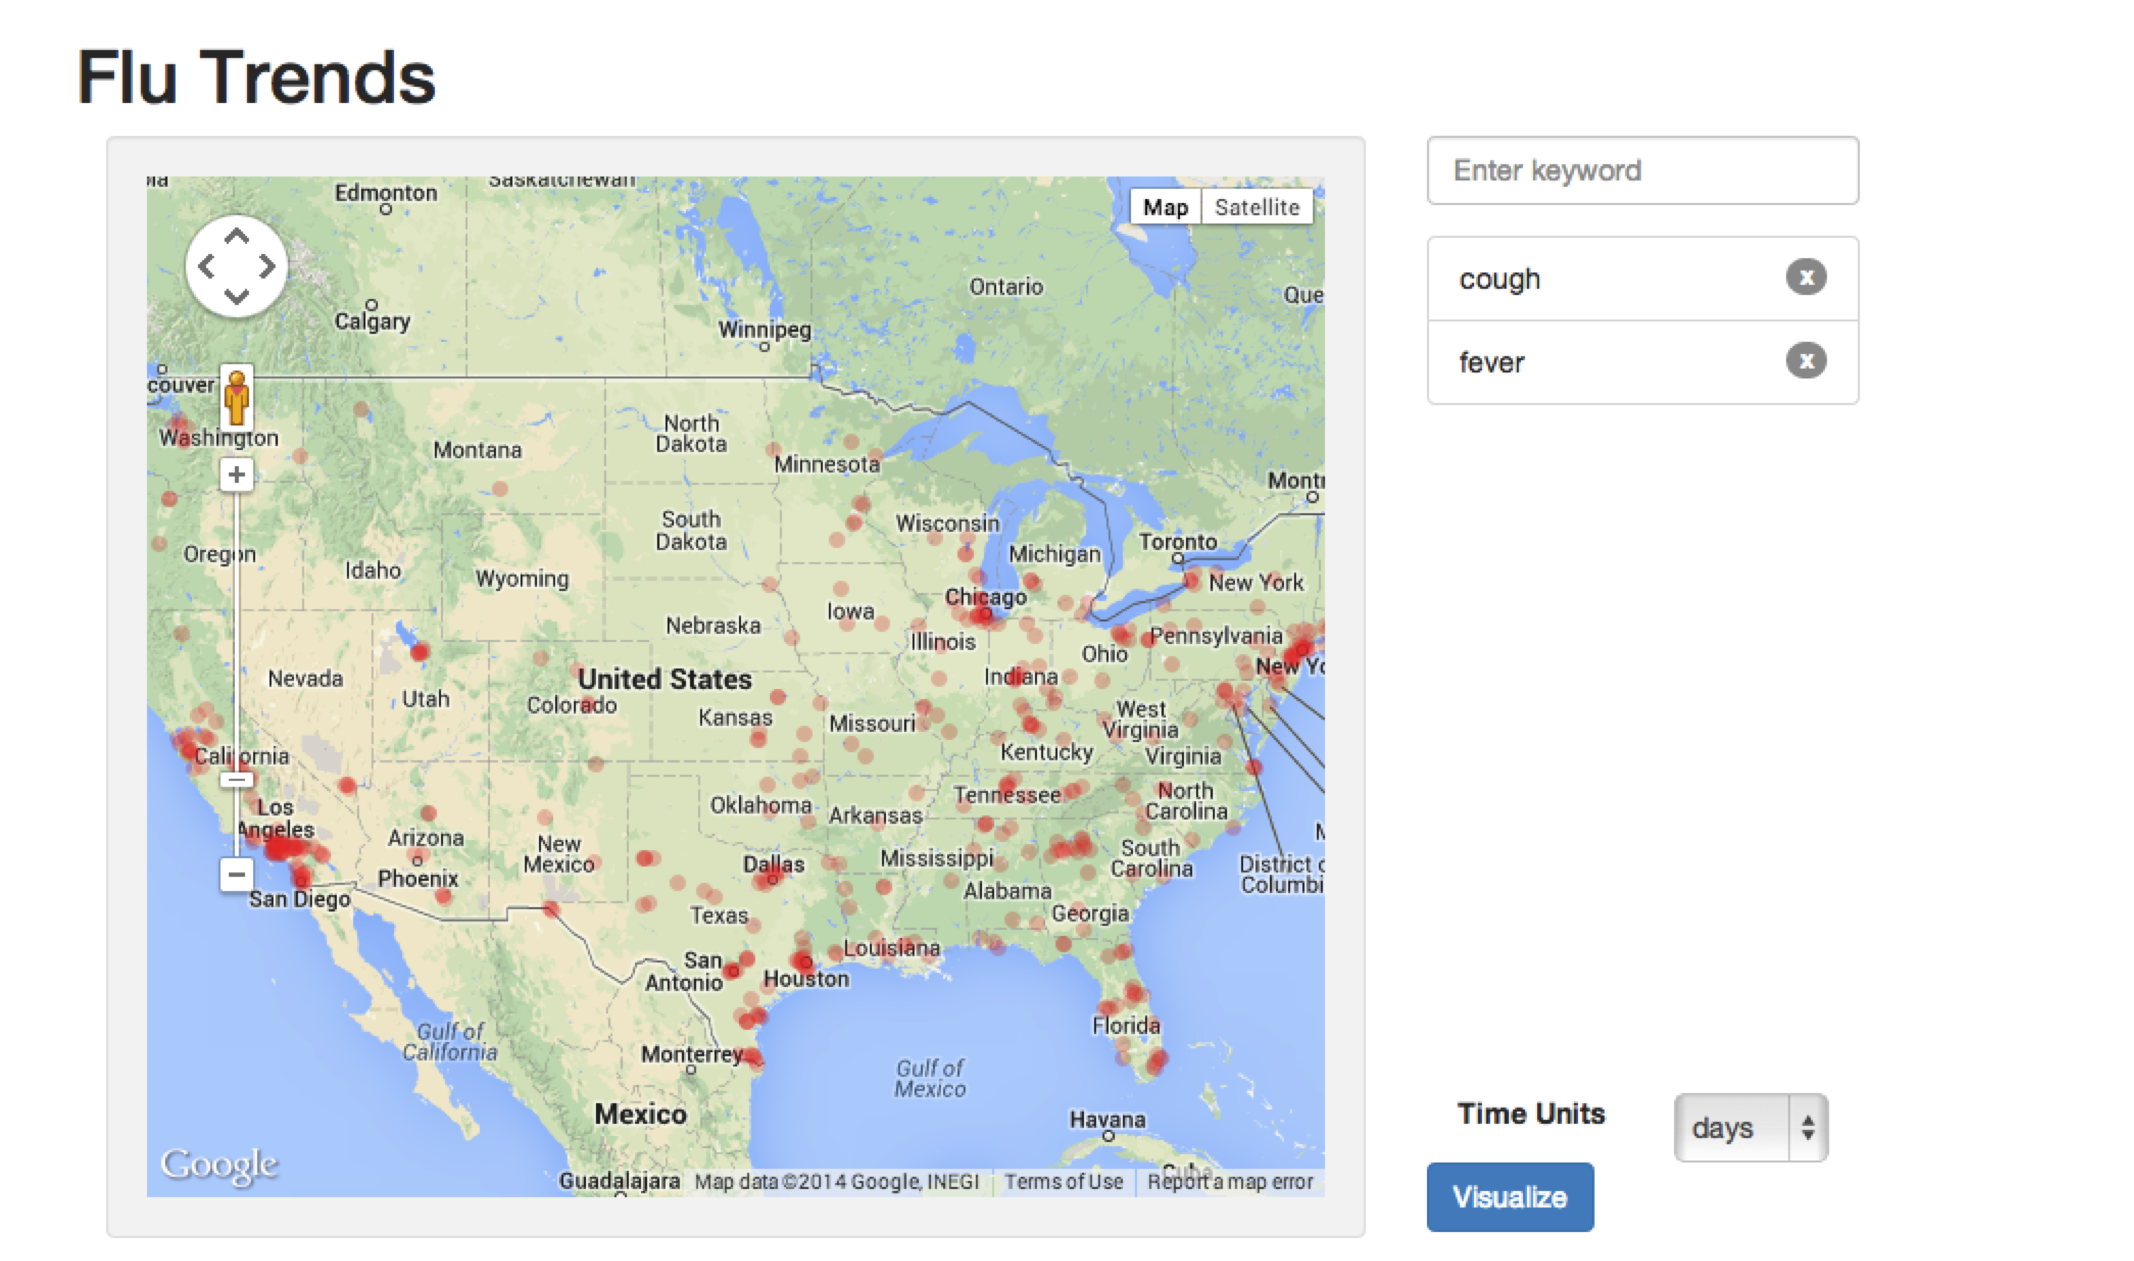 Flu Trends
Edmonton
Saskatchewan
Map
Satellite
Calgary
Winnipeg
Ontario
Que
couver
Washington
Montana
North
Dakota
Minnesota
Montr
South
Dakota
Wisconsin
Michigan
Toronto
Oregon
Idaho
Wyoming
New York
Chicago
Iowa
Nebraska
Illinois
Pennsylvania
Ohio
Nevada
United States
Indiana
New Yo
Utah
Colorado
Kansas
Missouri
West
Virginia
Kentucky
Virginia
California
Los
Angeles
Oklahoma
Arkansas
Tennessee
North
Carolina
Arizona
New
Mexico
Phoenix
Dallas
Mississippi
South
Carolina
District o
Columbi
San Diego
Alabama
Texas
Georgia
San
Antonio
Louisiana
Houston
Gulf of
California
Monterrey
Florida
Gulf of
Mexico
Mexico
Havana
Cuba
Google
Guadalajara
Map data ©2014 Google, INEGI
Terms of Use
Report a map error
Enter keyword
cough
x
fever
x
Time Units
days
Visualize